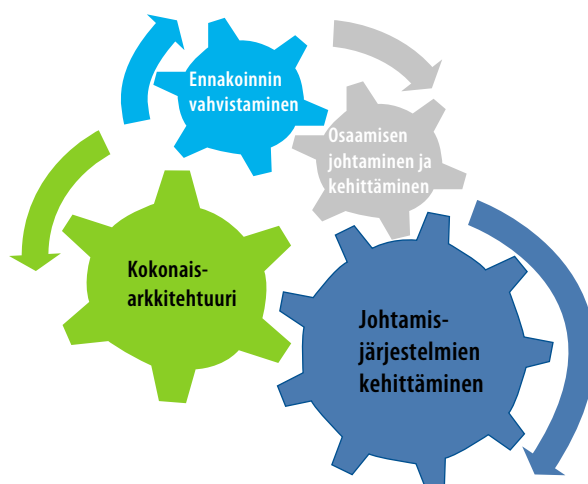 Ennakoinnin
vahvistaminen
Osaamisen
johtaminen ja
kehittäminen
Kokonais-
arkkitehtuuri
Johtamis-
järjestelmien
kehittäminen